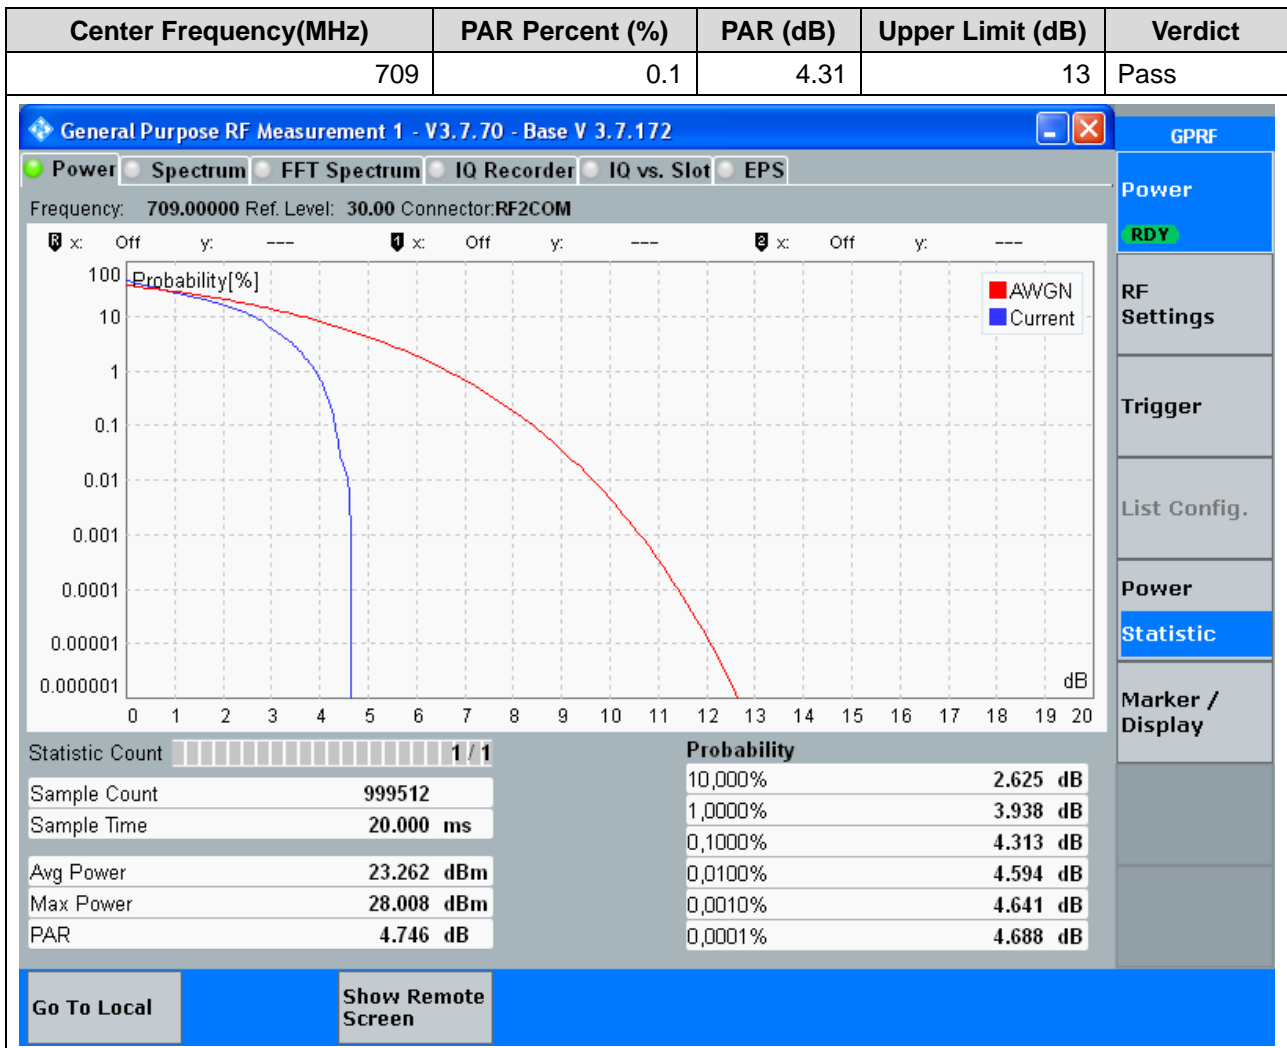 Center Frequency(MHz) PAR Percent (%) PAR (dB) Upper Limit (dB) Verdict
709 0.1 4.31 13 Pass
General Purpose RF Measurement 1 - V3.7.70 - Base V 3.7.172
GPRF
Power Spectrum FFT Spectrum IQ Recorder IQ vs. Slot EPS
Power
RDY
Frequency: 709.00000 Ref. Level: 30.00 Connector:RF2COM
R x: Off y: --- 1 x: Off y: --- 2 x: Off y: ---
Probability[%]
AWGN
Current
100
10
1
0.1
0.01
0.001
0.0001
0.00001
0.000001
dB
0 1 2 3 4 5 6 7 8 9 10 11 12 13 14 15 16 17 18 19 20
RF
Settings
Trigger
List Config.
Power
Statistic
Marker /
Display
Statistic Count 1 / 1
Sample Count 999512
Sample Time 20.000 ms
Avg Power 23.262 dBm
Max Power 28.008 dBm
PAR 4.746 dB
Probability
10,000% 2.625 dB
1,0000% 3.938 dB
0,1000% 4.313 dB
0,0100% 4.594 dB
0,0010% 4.641 dB
0,0001% 4.688 dB
Go To Local
Show Remote
Screen